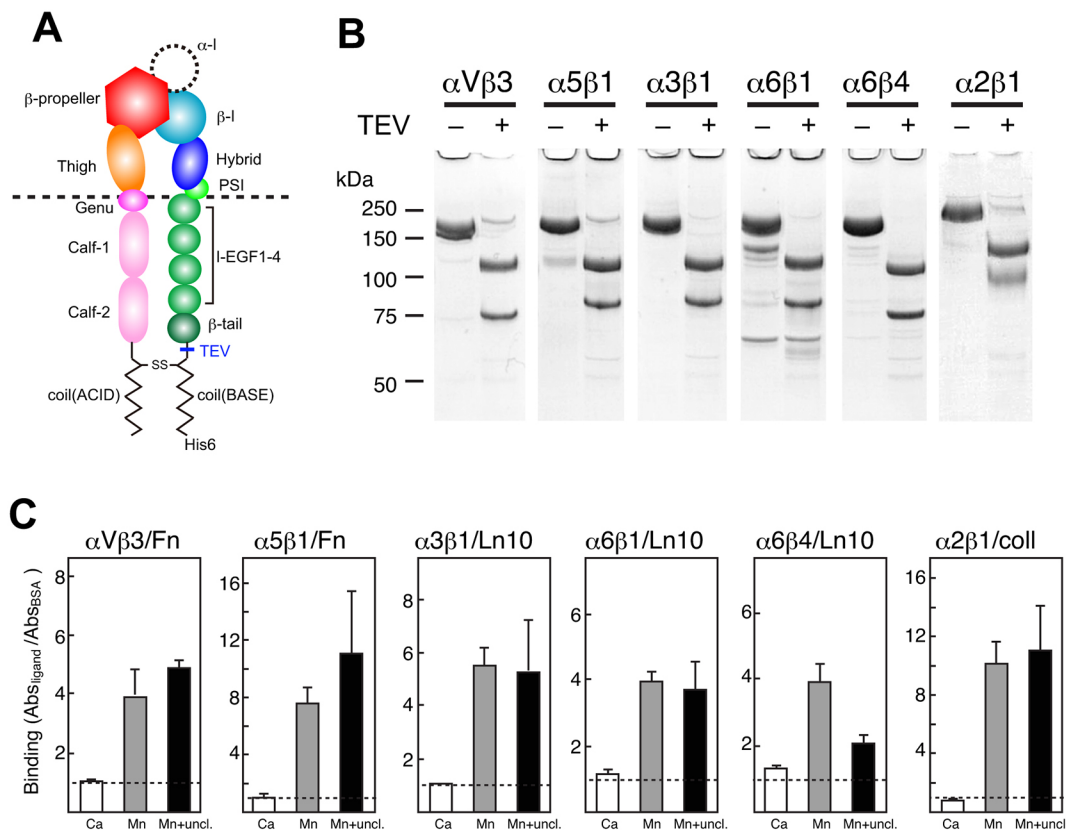 A
α-I
β-propeller
β-I
Thigh
Hybrid
PSI
Genu
Calf-1
I-EGF1-4
Calf-2
β-tail
TEV
SS
coil(ACID)
coil(BASE)
His6
B
αVβ3 α5β1 α3β1 α6β1 α6β4 α2β1
TEV – + – + – + – + – + – +
kDa
250
150
100
75
50
C
αVβ3/Fn α5β1/Fn α3β1/Ln10 α6β1/Ln10 α6β4/Ln10 α2β1/coll
Binding (Absligand/AbsBSA)
8
6
4
2
16
12
8
4
8
6
4
2
6
4
2
6
4
2
16
12
8
4
Ca Mn Mn+uncl. Ca Mn Mn+uncl. Ca Mn Mn+uncl. Ca Mn Mn+uncl. Ca Mn Mn+uncl. Ca Mn Mn+uncl.